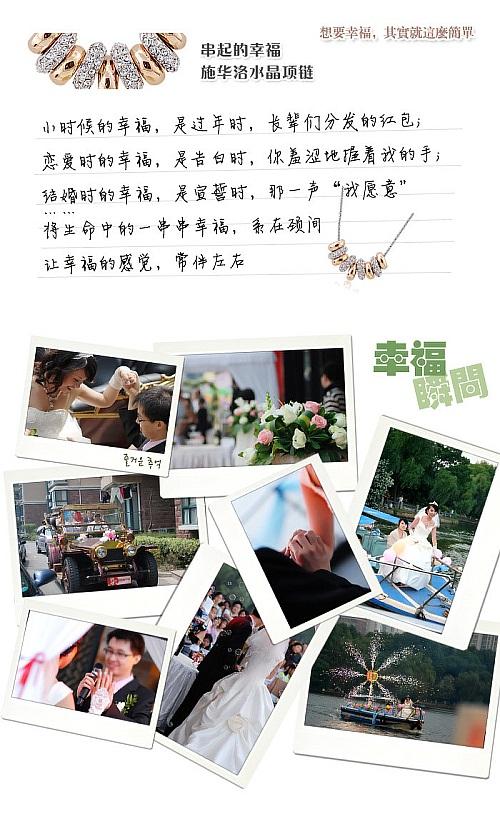 想要幸福，其實就這麼簡單
串起的幸福
施华洛水晶项链
小时候的幸福，是过年时，长辈们分发的红包；
恋爱时的幸福，是告白时，你羞涩地握着我的手；
结婚时的幸福，是宣誓时，那一声“我愿意”
……
将生命中的一串串幸福，系在颈间
让幸福的感觉，常伴左右
幸福
瞬間
즐거운 추억